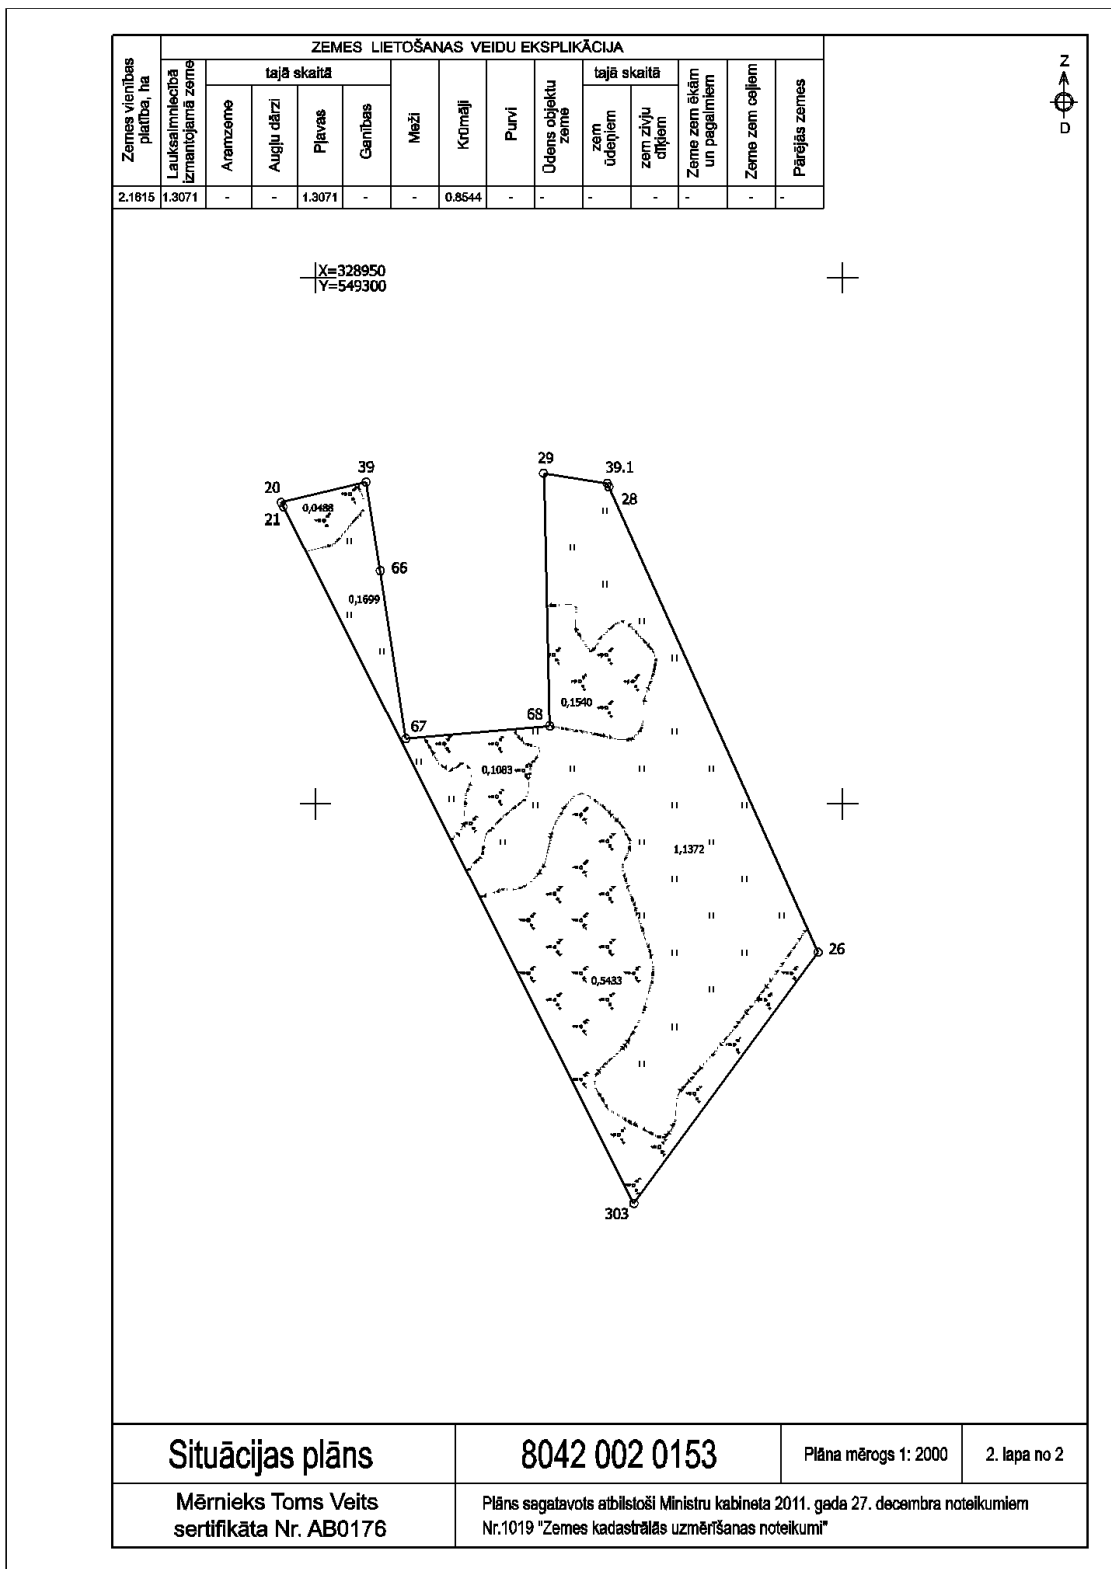 ZEMES LIETOŠANAS VEIDU EKSPLIKĀCIJA
Zemes vienības
platība, ha
Lauksaimniecībā
izmantojamā zeme
tajā skaitā
Aramzeme
Augļu dārzi
Pļavas
Ganības
Meži
Krūmāji
Purvi
Ūdens objektu
zeme
tajā skaitā
zem
ūdeņiem
zem zivju
dīķiem
Zeme zem ēkām
un pagalmiem
Zeme zem ceļiem
Pārējās zemes
2.1615 1.3071 - - 1.3071 - - 0.8544 - - - - - - -
Z
D
X=328950
Y=549300
29
39
39.1
20
28
21
0,0488
66
0,1699
0,1540
68
67
0,1083
1,1372
26
0,5433
303
Situācijas plāns
8042 002 0153
Plāna mērogs 1: 2000
2. lapa no 2
Mērnieks Toms Veits
sertifikāta Nr. AB0176
Plāns sagatavots atbilstoši Ministru kabineta 2011. gada 27. decembra noteikumiem
Nr.1019 "Zemes kadastrālās uzmērīšanas noteikumi"